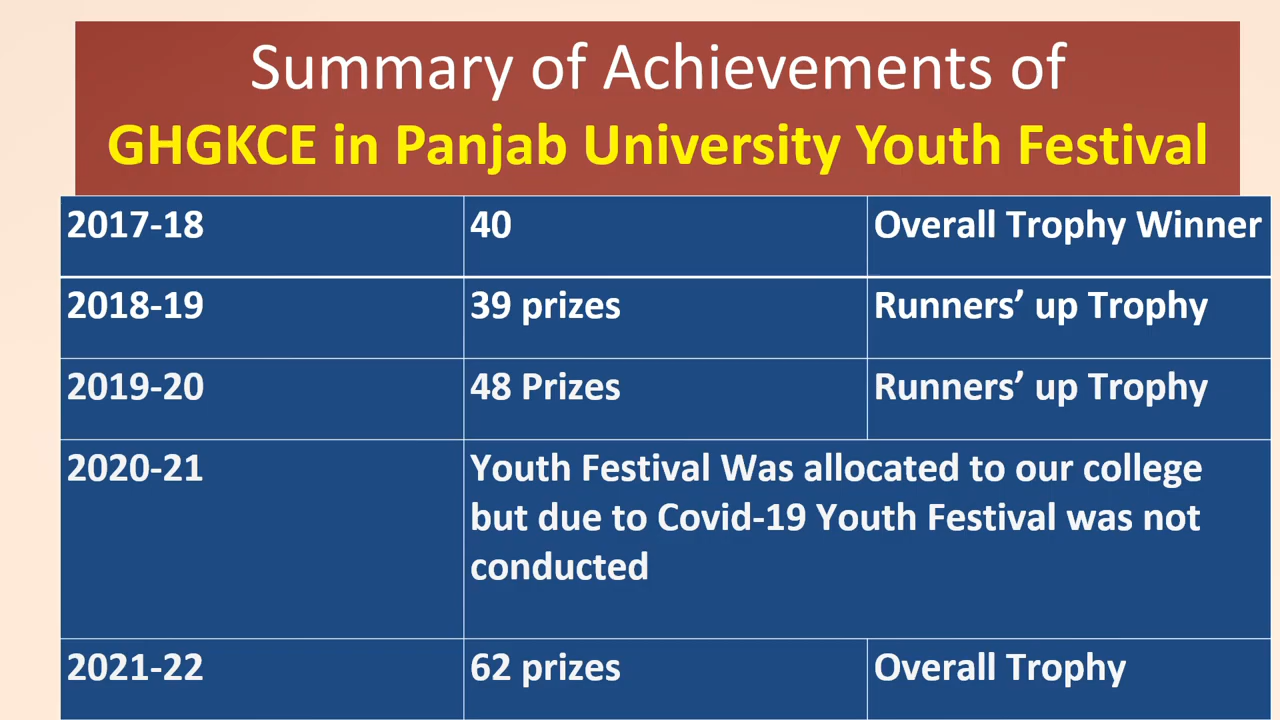 Summary of Achievements of
GHGKCE in Panjab University Youth Festival
2017-18 40 Overall Trophy Winner
2018-19 39 prizes Runners’ up Trophy
2019-20 48 Prizes Runners’ up Trophy
2020-21 Youth Festival Was allocated to our college
but due to Covid-19 Youth Festival was not
conducted
2021-22 62 prizes Overall Trophy